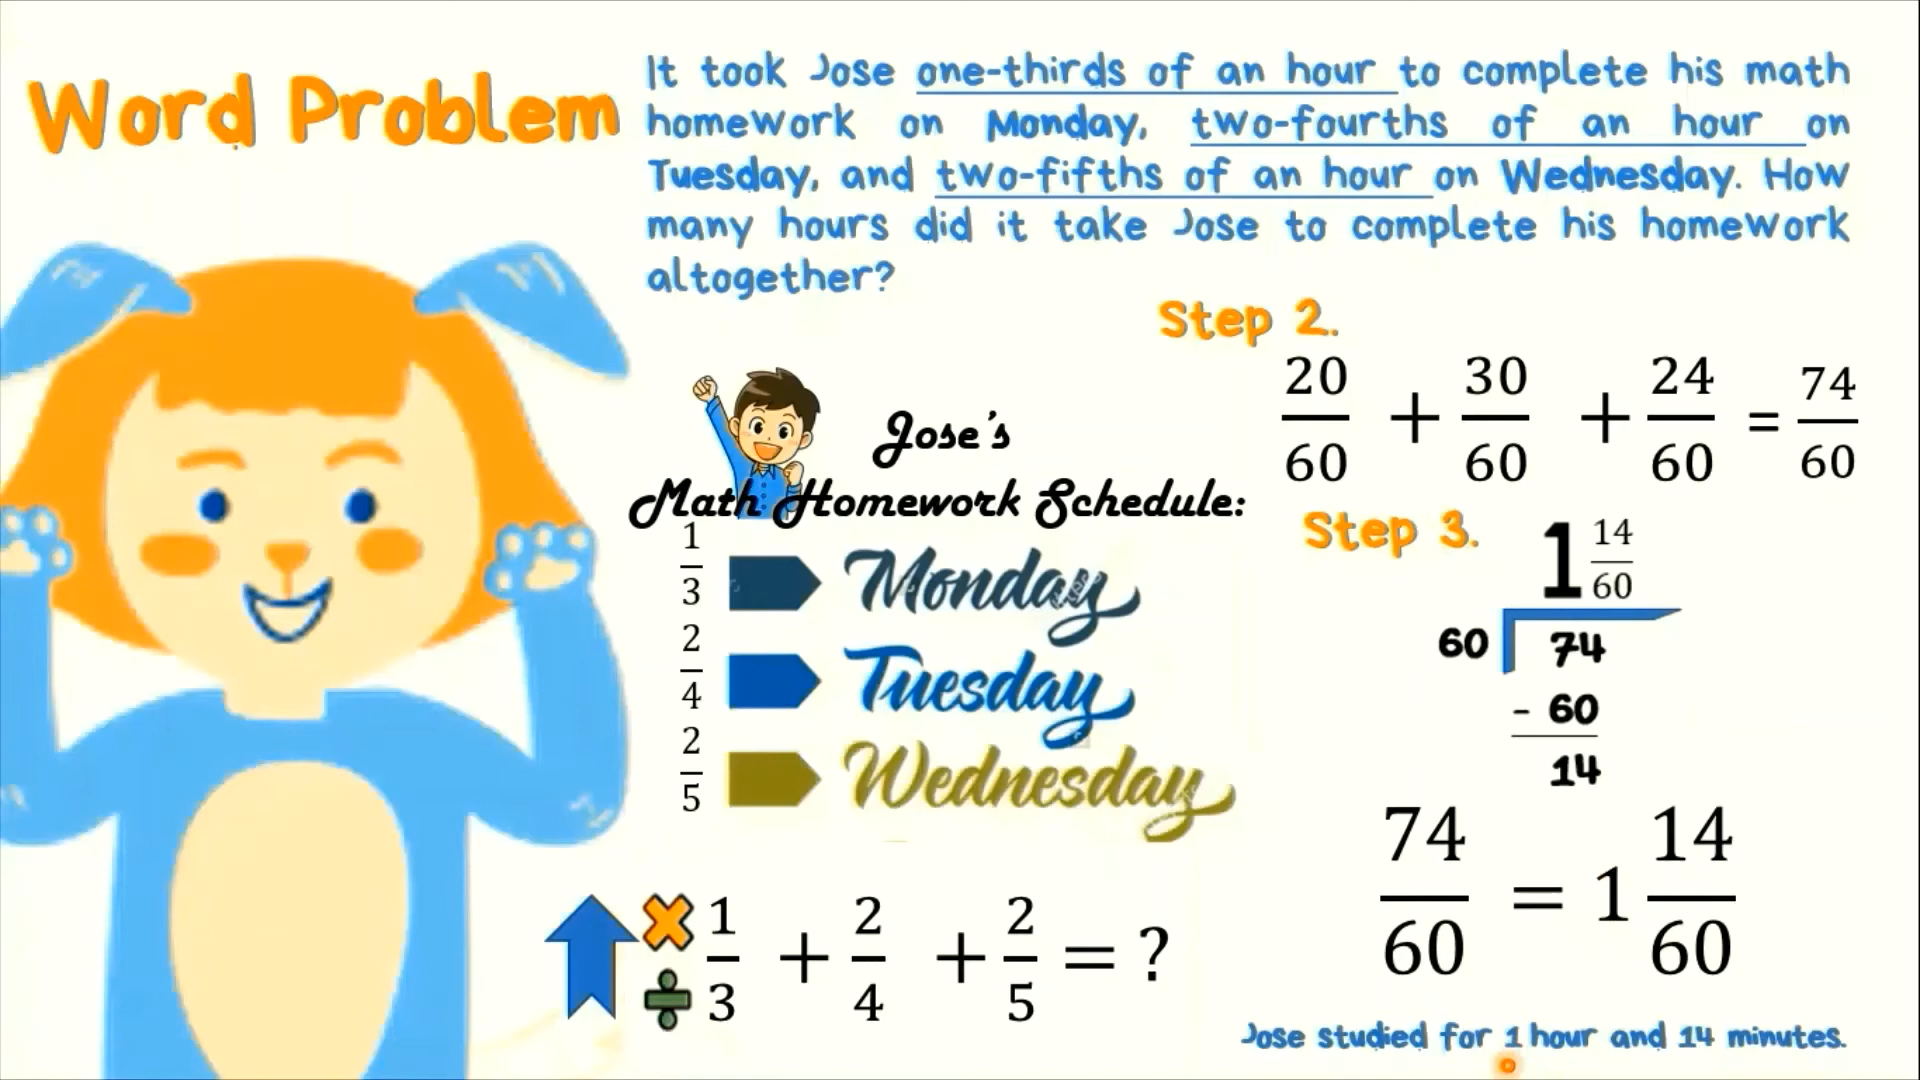 Word Problem
It took Jose one-thirds of an hour to complete his math
homework on Monday, two-fourths of an hour on
Tuesday, and two-fifths of an hour on Wednesday. How
many hours did it take Jose to complete his homework
altogether?
Jose's
Math Homework Schedule:
1/3 Monday
2/4 Tuesday
2/5 Wednesday
1/3 + 2/4 + 2/5 = ?
Step 2.
20/60 + 30/60 + 24/60 = 74/60
Step 3.
1 14/60
60 74
- 60
14
74/60 = 1 14/60
Jose studied for 1 hour and 14 minutes.